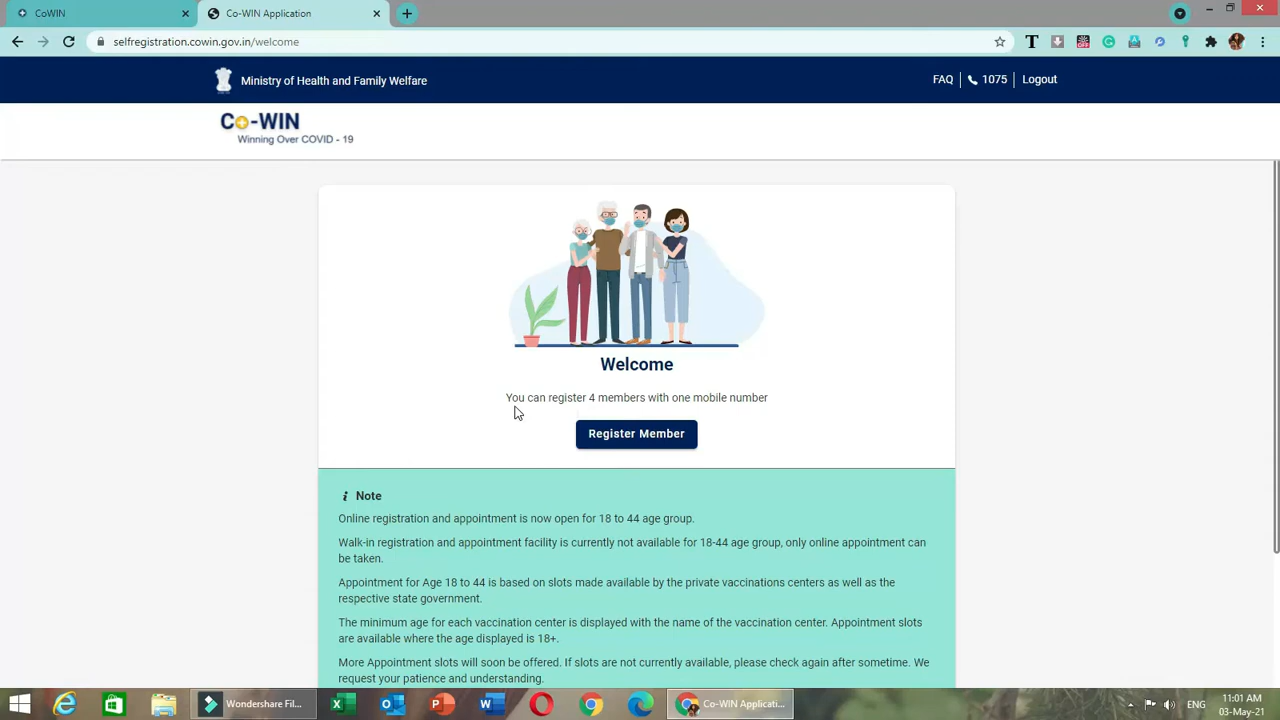 CoWIN
Co-WIN Application
selfregistration.cowin.gov.in/welcome
Ministry of Health and Family Welfare
FAQ
1075
Logout
Co-WIN
Winning Over COVID - 19
Welcome
You can register 4 members with one mobile number
Register Member
Note
Online registration and appointment is now open for 18 to 44 age group.
Walk-in registration and appointment facility is currently not available for 18-44 age group, only online appointment can
be taken.
Appointment for Age 18 to 44 is based on slots made available by the private vaccinations centers as well as the
respective state government.
The minimum age for each vaccination center is displayed with the name of the vaccination center. Appointment slots
are available where the age displayed is 18+.
More Appointment slots will soon be offered. If slots are not currently available, please check again after sometime. We
request your patience and understanding.
Wondershare Fil...
Co-WIN Applicati...
ENG
11:01 AM
03-May-21